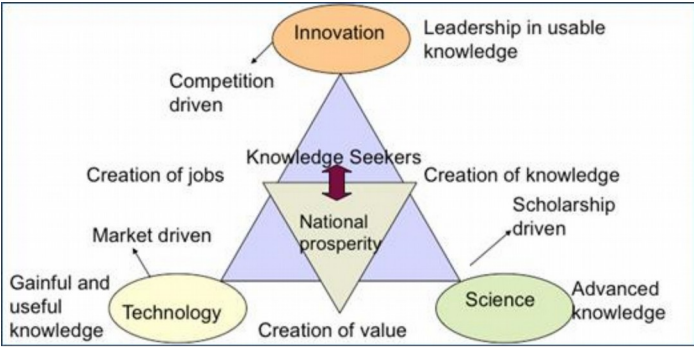 Innovation
Leadership in usable
knowledge
Competition
driven
Knowledge Seekers
Creation of jobs
Creation of knowledge
National
prosperity
Scholarship
driven
Market driven
Gainful and
useful
knowledge
Technology
Science
Advanced
knowledge
Creation of value